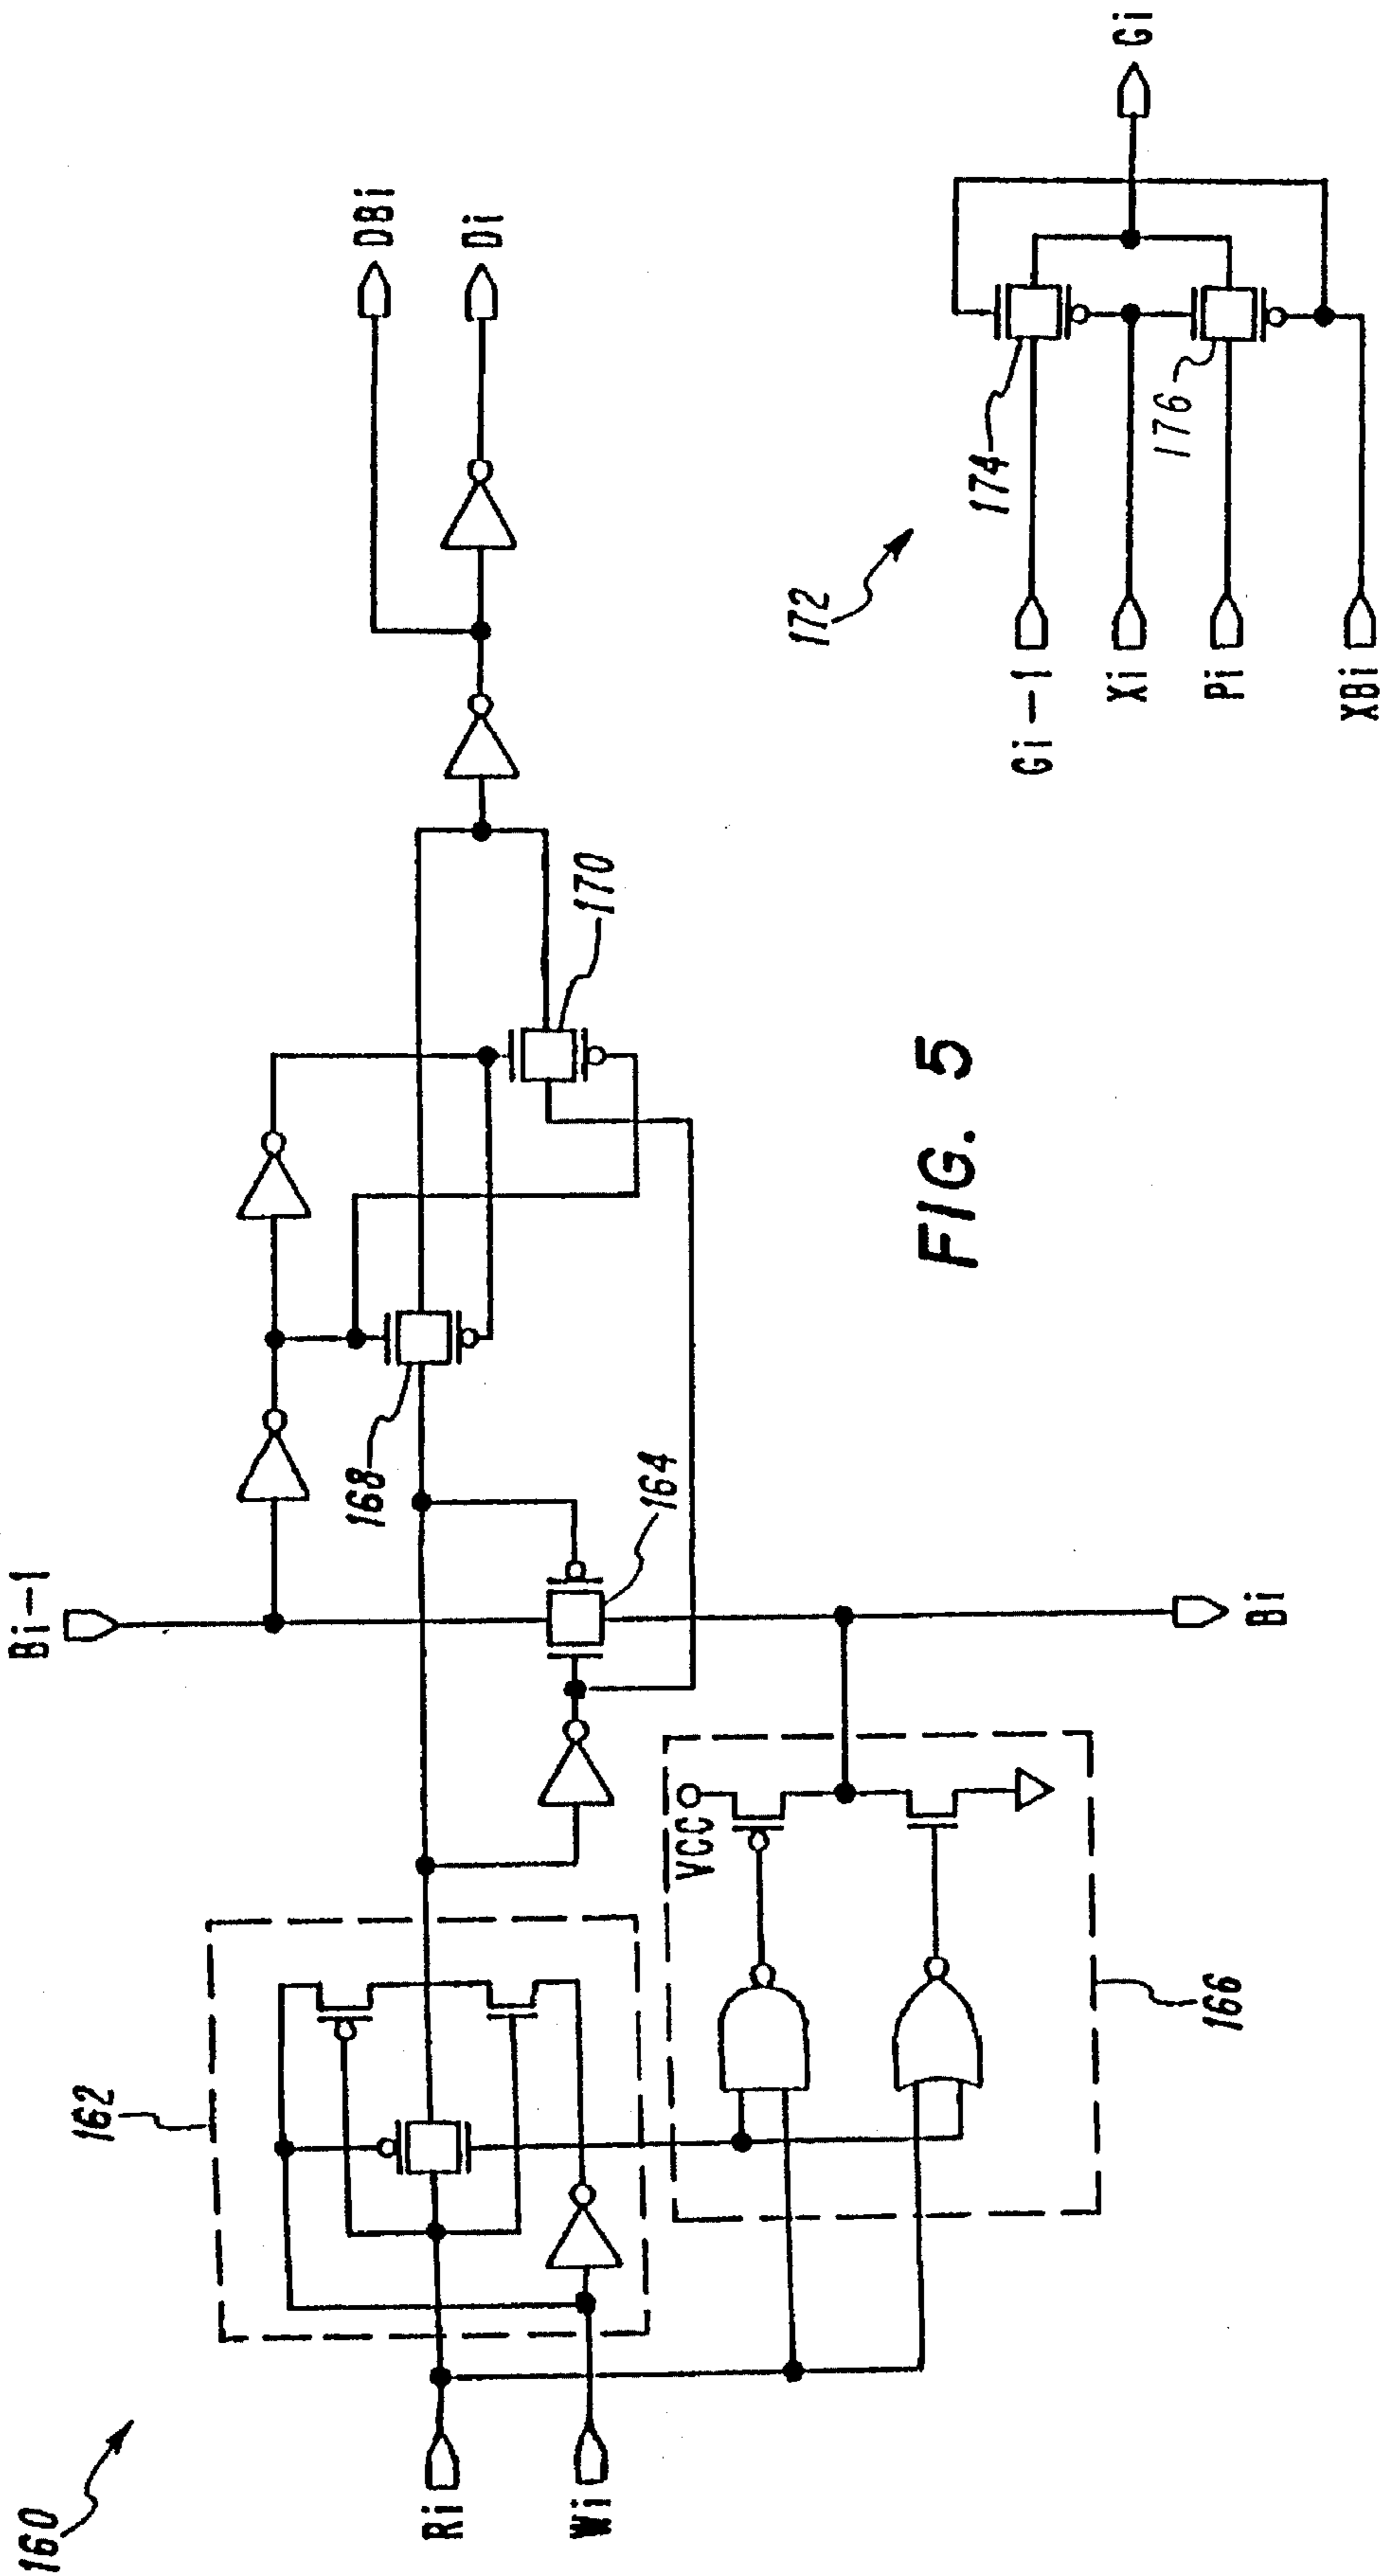 160
Ri
Wi
162
166
VCC
Bi-1
Bi
164
168
170
DBi
Di
172
174
176
Gi-1
Xi
Pi
XBi
Gi
FIG. 5